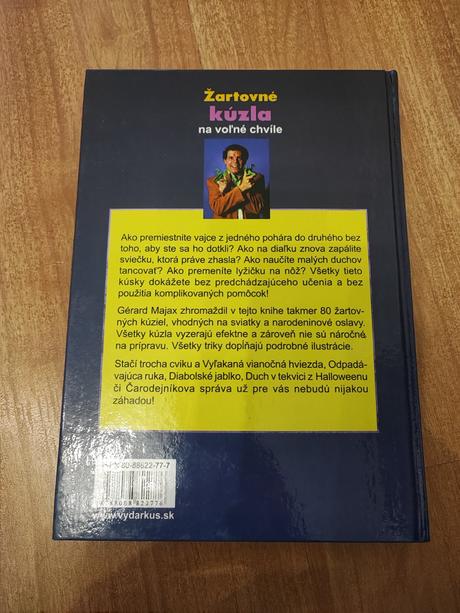 Žartovné
kúzla
na voľné chvíle
Ako premiestnite vajce z jedného pohára do druhého bez
toho, aby ste sa ho dotkli? Ako na diaľku znova zapálite
sviečku, ktorá práve zhasla? Ako naučíte malých duchov
tancovať? Ako premeníte lyžičku na nôž? Všetky tieto
kúsky dokážete bez predchádzajúceho učenia a bez
použitia komplikovaných pomôcok!
Gérard Majax zhromaždil v tejto knihe takmer 80 žartov-
ných kúziel, vhodných na sviatky a narodeninové oslavy.
Všetky kúzla vyzerajú efektne a zároveň nie sú náročné
na prípravu. Všetky triky dopĺňajú podrobné ilustrácie.
Stačí trocha cviku a Vyľakaná vianočná hviezda, Odpadá-
vajúca ruka, Diabolské jablko, Duch v tekvici z Halloweenu
či Čarodejníkova správa už pre vás nebudú nijakou
záhadou!
80-88622-77-7
www.vydarkus.sk